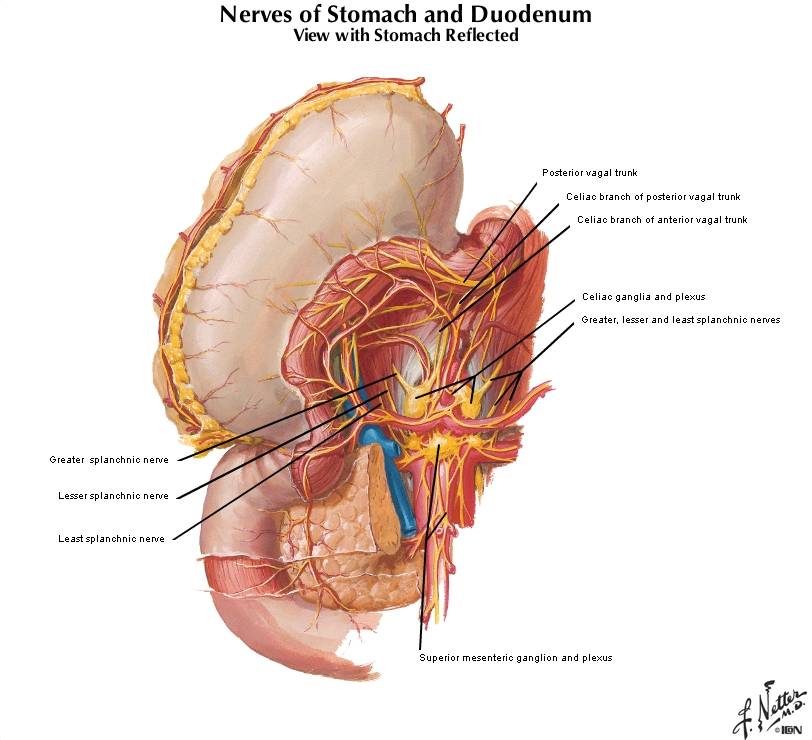 Nerves of Stomach and Duodenum
View with Stomach Reflected
Posterior vagal trunk
Celiac branch of posterior vagal trunk
Celiac branch of anterior vagal trunk
Celiac ganglia and plexus
Greater, lesser and least splanchnic nerves
Greater splanchnic nerve
Lesser splanchnic nerve
Least splanchnic nerve
Superior mesenteric ganglion and plexus
F. Netter
M.D.
© ICON